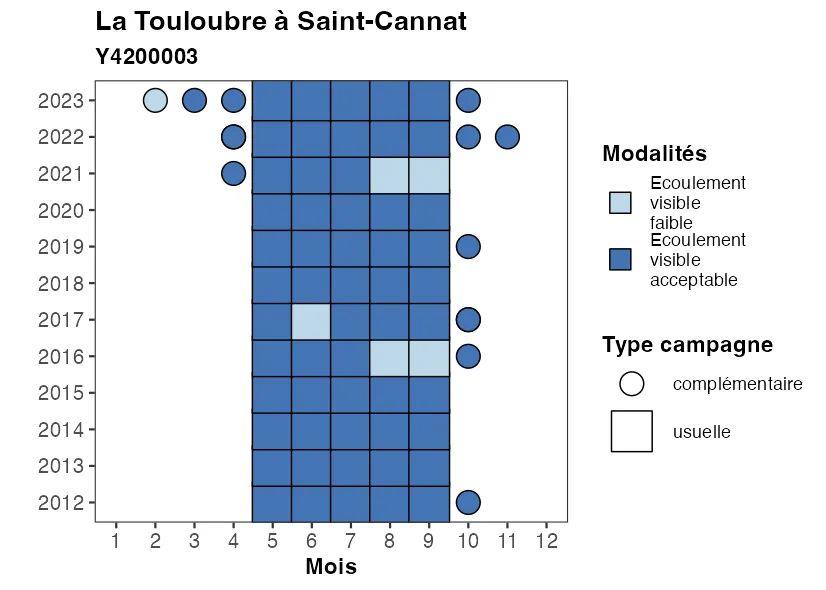 La Touloubre à Saint-Cannat
Y4200003
2023
2022
2021
2020
2019
2018
2017
2016
2015
2014
2013
2012
1 2 3 4 5 6 7 8 9 10 11 12
Mois
Modalités
Ecoulement
visible
faible
Ecoulement
visible
acceptable
Type campagne
complémentaire
usuelle